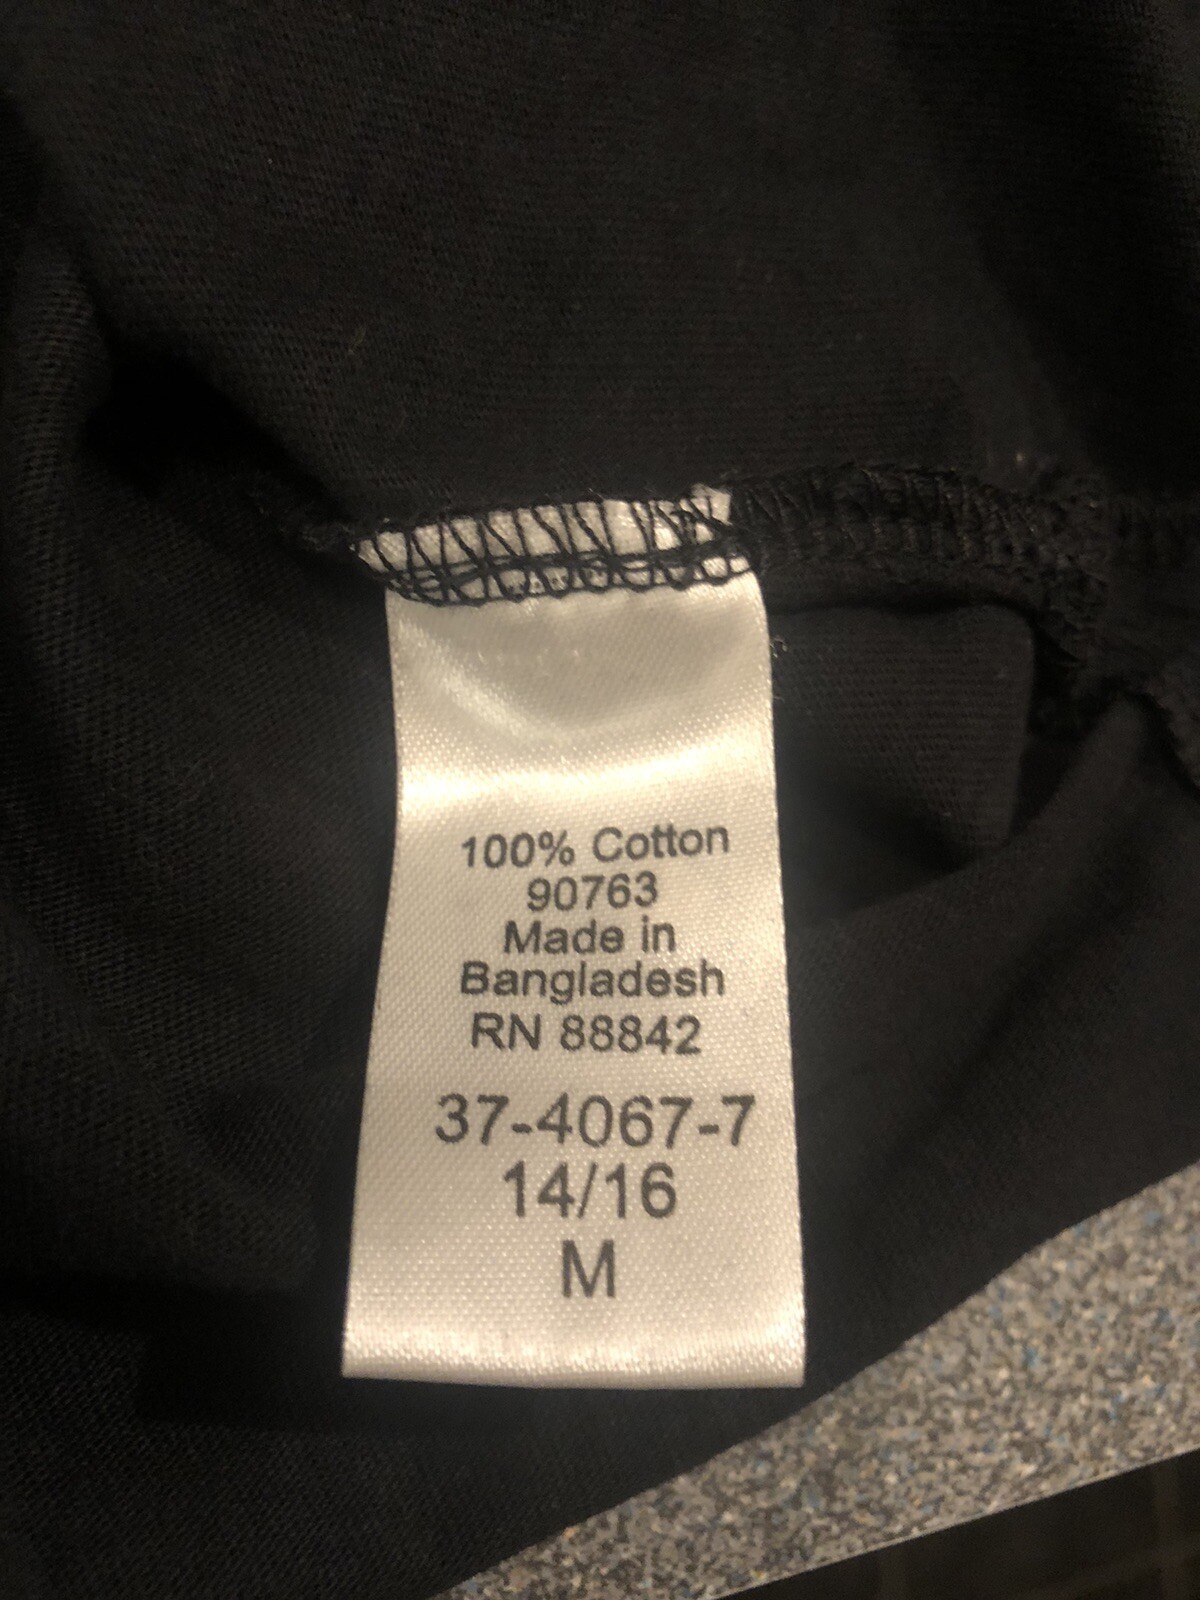 100% Cotton
90763
Made in
Bangladesh
RN 88842
37-4067-7
14/16
M